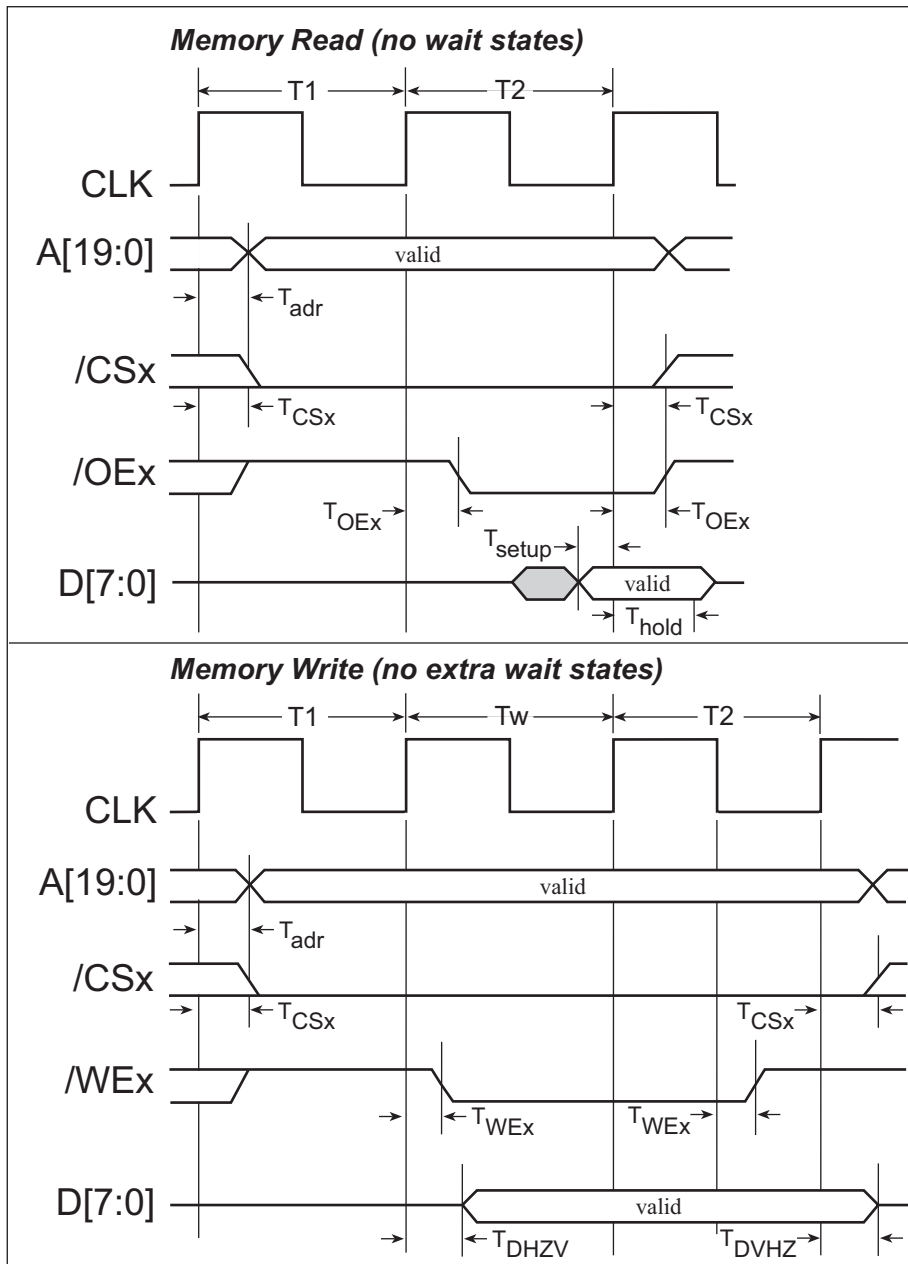 Memory Read (no wait states)
T1 T2
CLK
A[19:0] valid
Tadr
/CSx
TCSx TCSx
/OEx
TOEx TOEx
Tsetup
D[7:0] valid
Thold
Memory Write (no extra wait states)
T1 Tw T2
CLK
A[19:0] valid
Tadr
/CSx
TCSx TCSx
/WEx
TWEx TWEx
D[7:0] valid
TDHZV TDVHZ